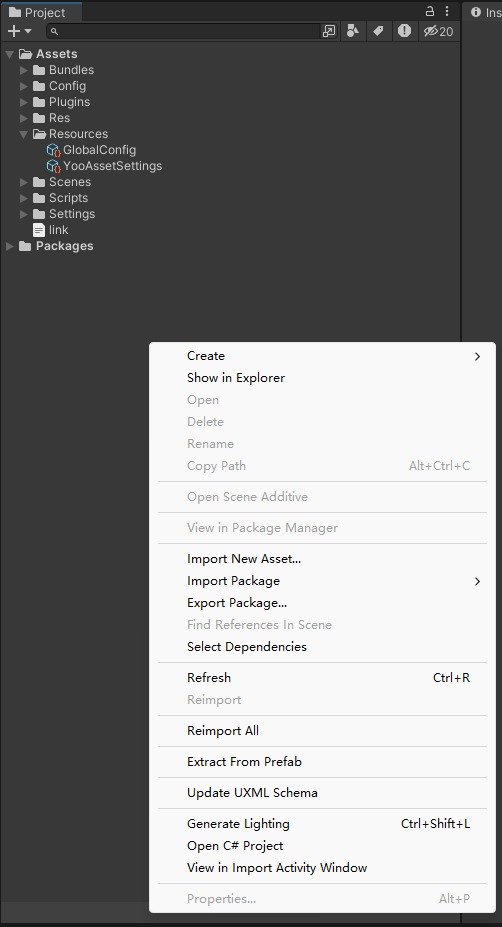 Project
Ins
20
Assets
Bundles
Config
Plugins
Res
Resources
GlobalConfig
YooAssetSettings
Scenes
Scripts
Settings
link
Packages
Create
Show in Explorer
Open
Delete
Rename
Copy Path Alt+Ctrl+C
Open Scene Additive
View in Package Manager
Import New Asset...
Import Package
Export Package...
Find References In Scene
Select Dependencies
Refresh Ctrl+R
Reimport
Reimport All
Extract From Prefab
Update UXML Schema
Generate Lighting Ctrl+Shift+L
Open C# Project
View in Import Activity Window
Properties... Alt+P